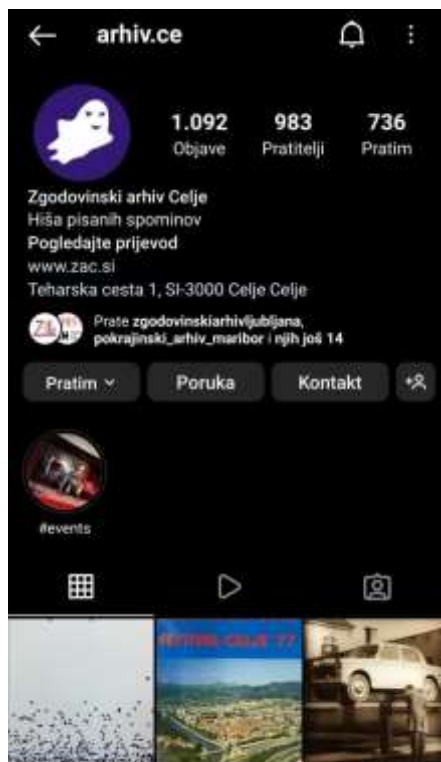 arhiv.ce
1.092 983 736
Objave Pratitelji Pratim
Zgodovinski arhiv Celje
Hiša pisanih spominov
Pogledajte prijevod
www.zac.si
Teharska cesta 1, SI-3000 Celje Celje
Prate zgodovinskiarhivljubljana,
pokrajinski_arhiv_maribor i njih još 14
Pratim Poruka Kontakt
#events
FESTIVAL CELJE 77